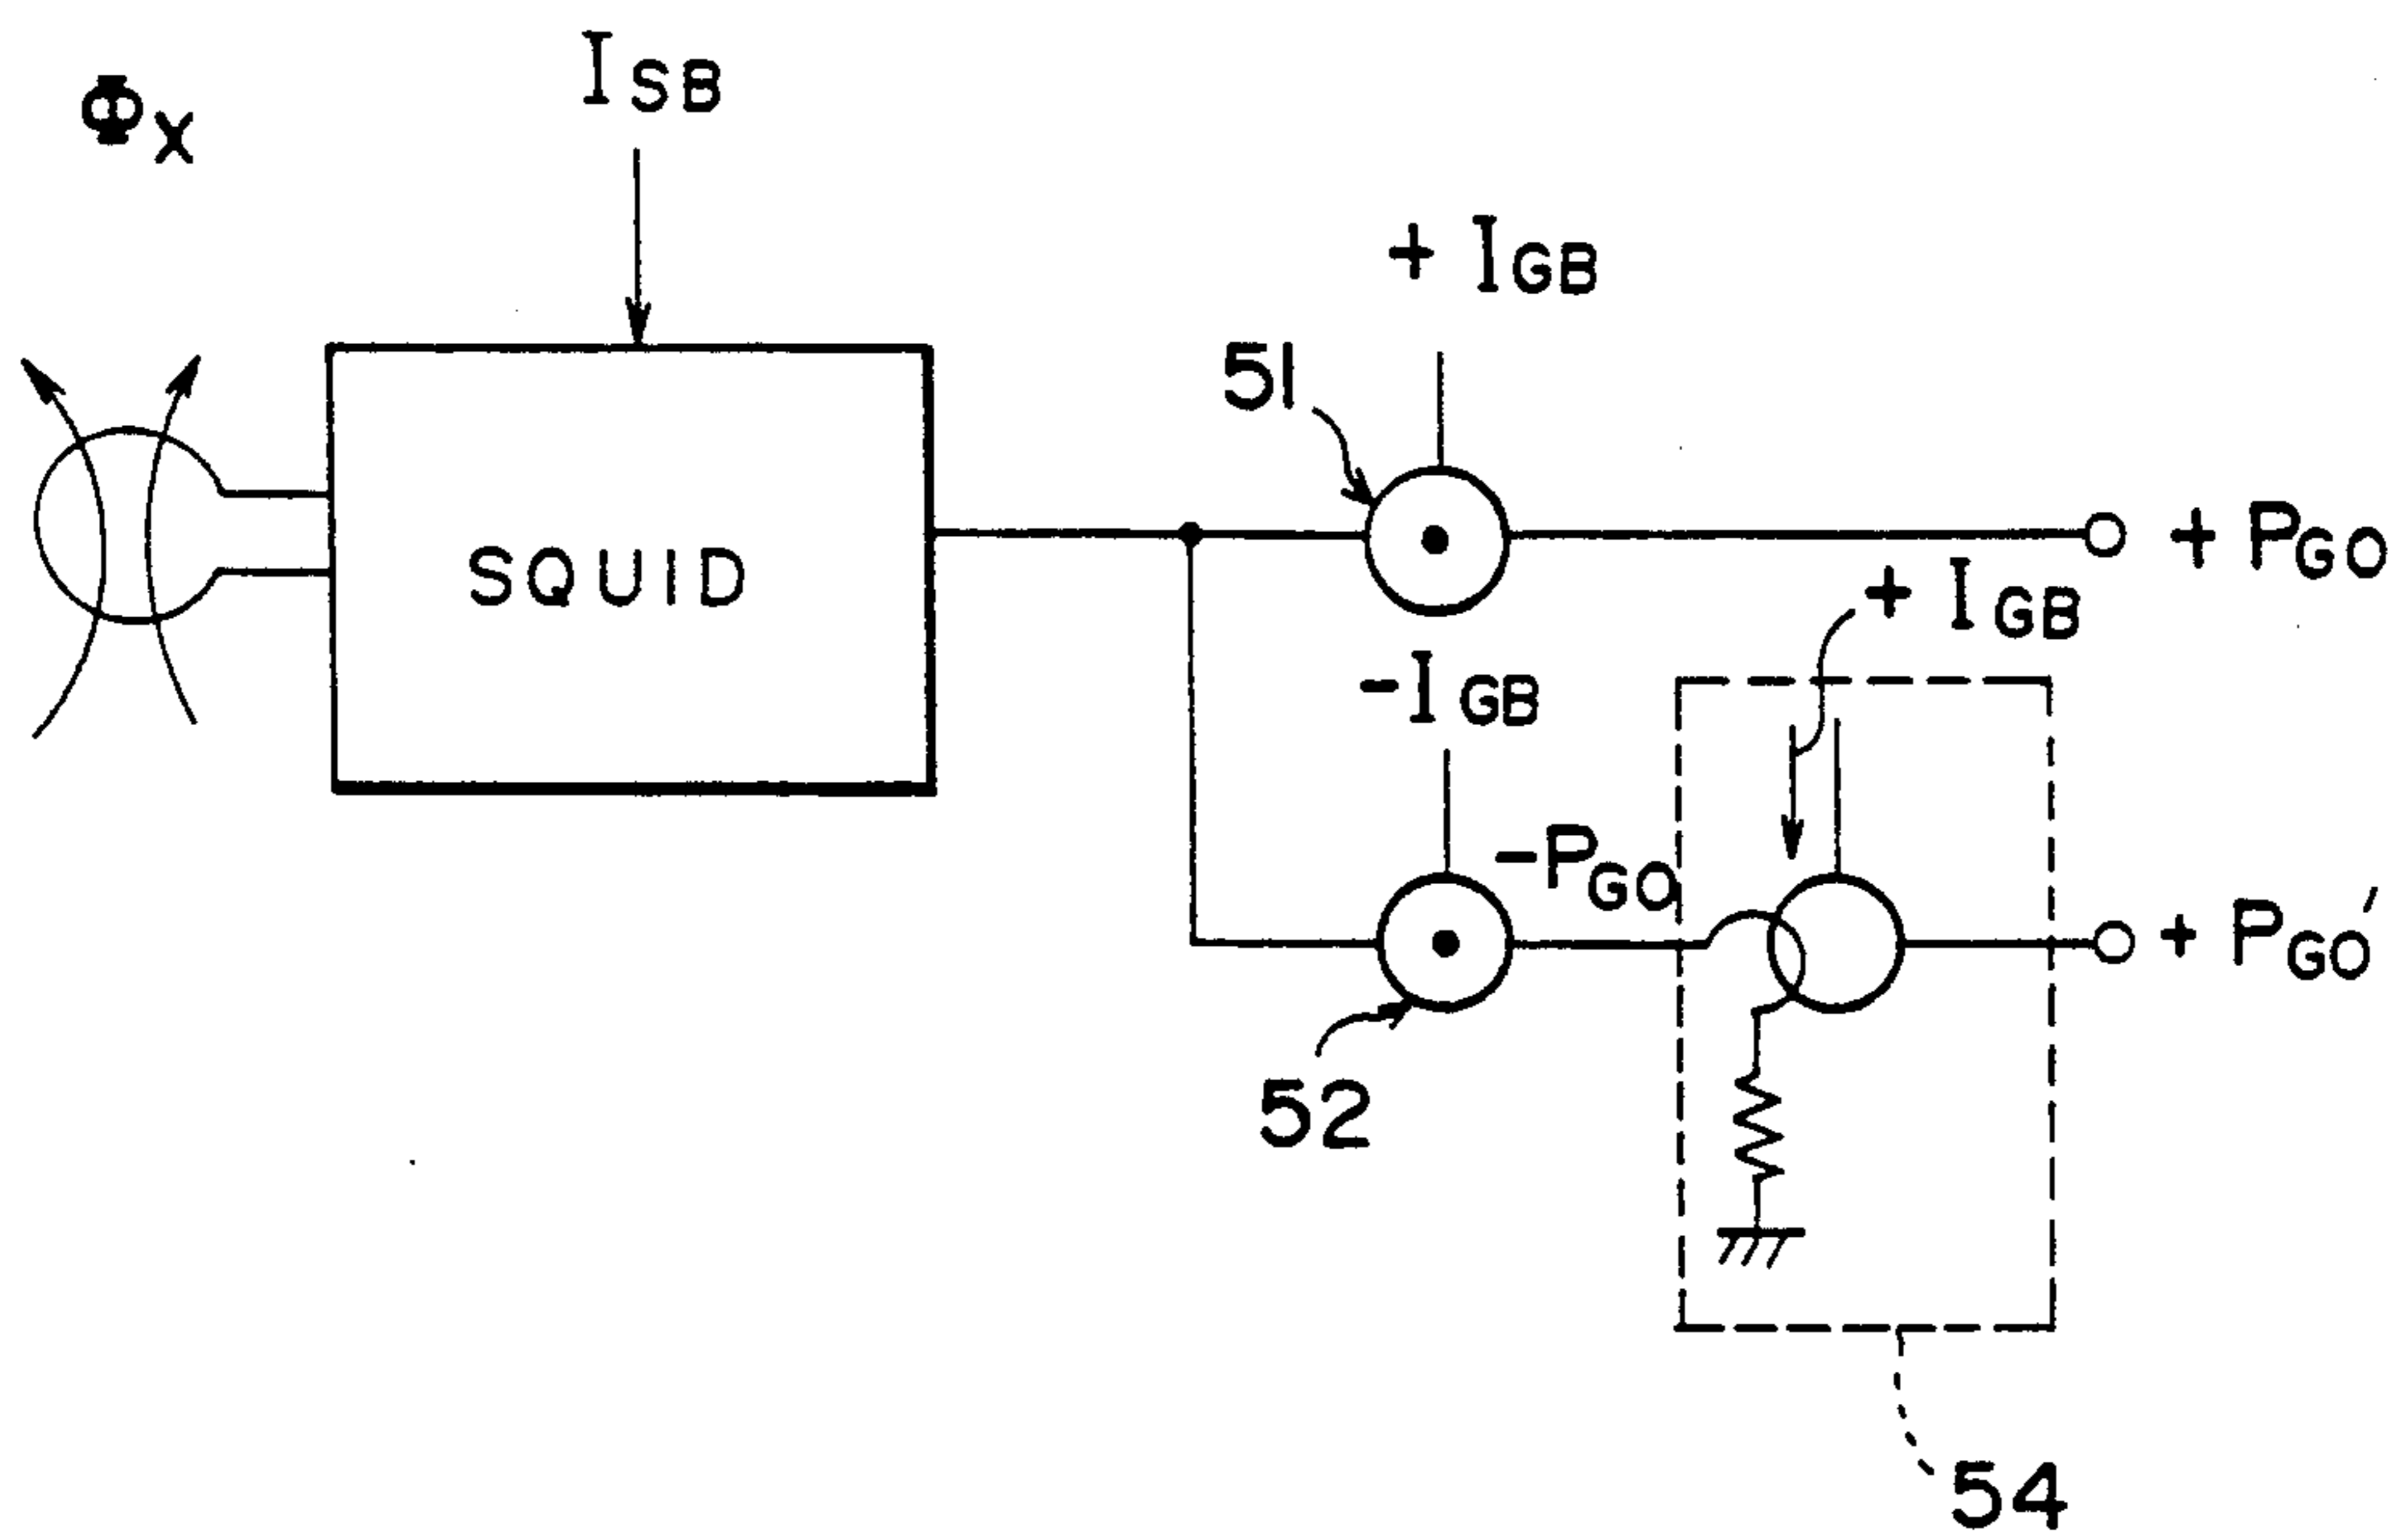 ΦX
ISB
+ IGB
51
SQUID
+ PGO
+ IGB
-IGB
-PGO
+ PGO'
52
54